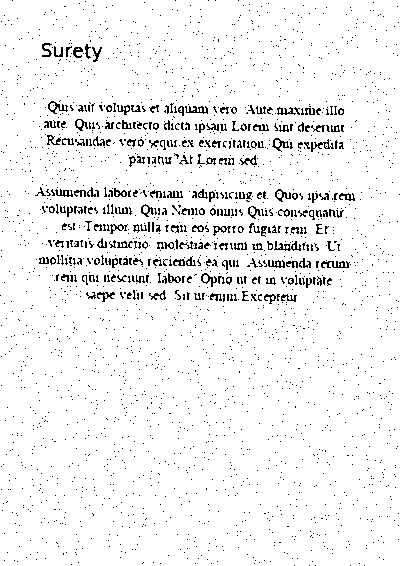 Surety
Quis aut voluptas et aliquam vero. Aute maxime illo
aute. Quis architecto dicta ipsam Lorem sint deserunt
Recusandae. vero sequi ex exercitation. Qui expedita
pariatur At Lorem sed
Assumenda labore veniam adipisicing et. Quos ipsa rem
voluptates illum. Quia Nemo omnis Quis consequatur
est Tempor nulla rem eos porro fugiat rem. Et
veritatis distinctio molestiae rerum in blanditiis. Ut
mollitia voluptates reiciendis ea qui. Assumenda rerum
rem qui nesciunt. labore Optio ut et in voluptate
saepe velit sed. Sit ut enim Excepteur